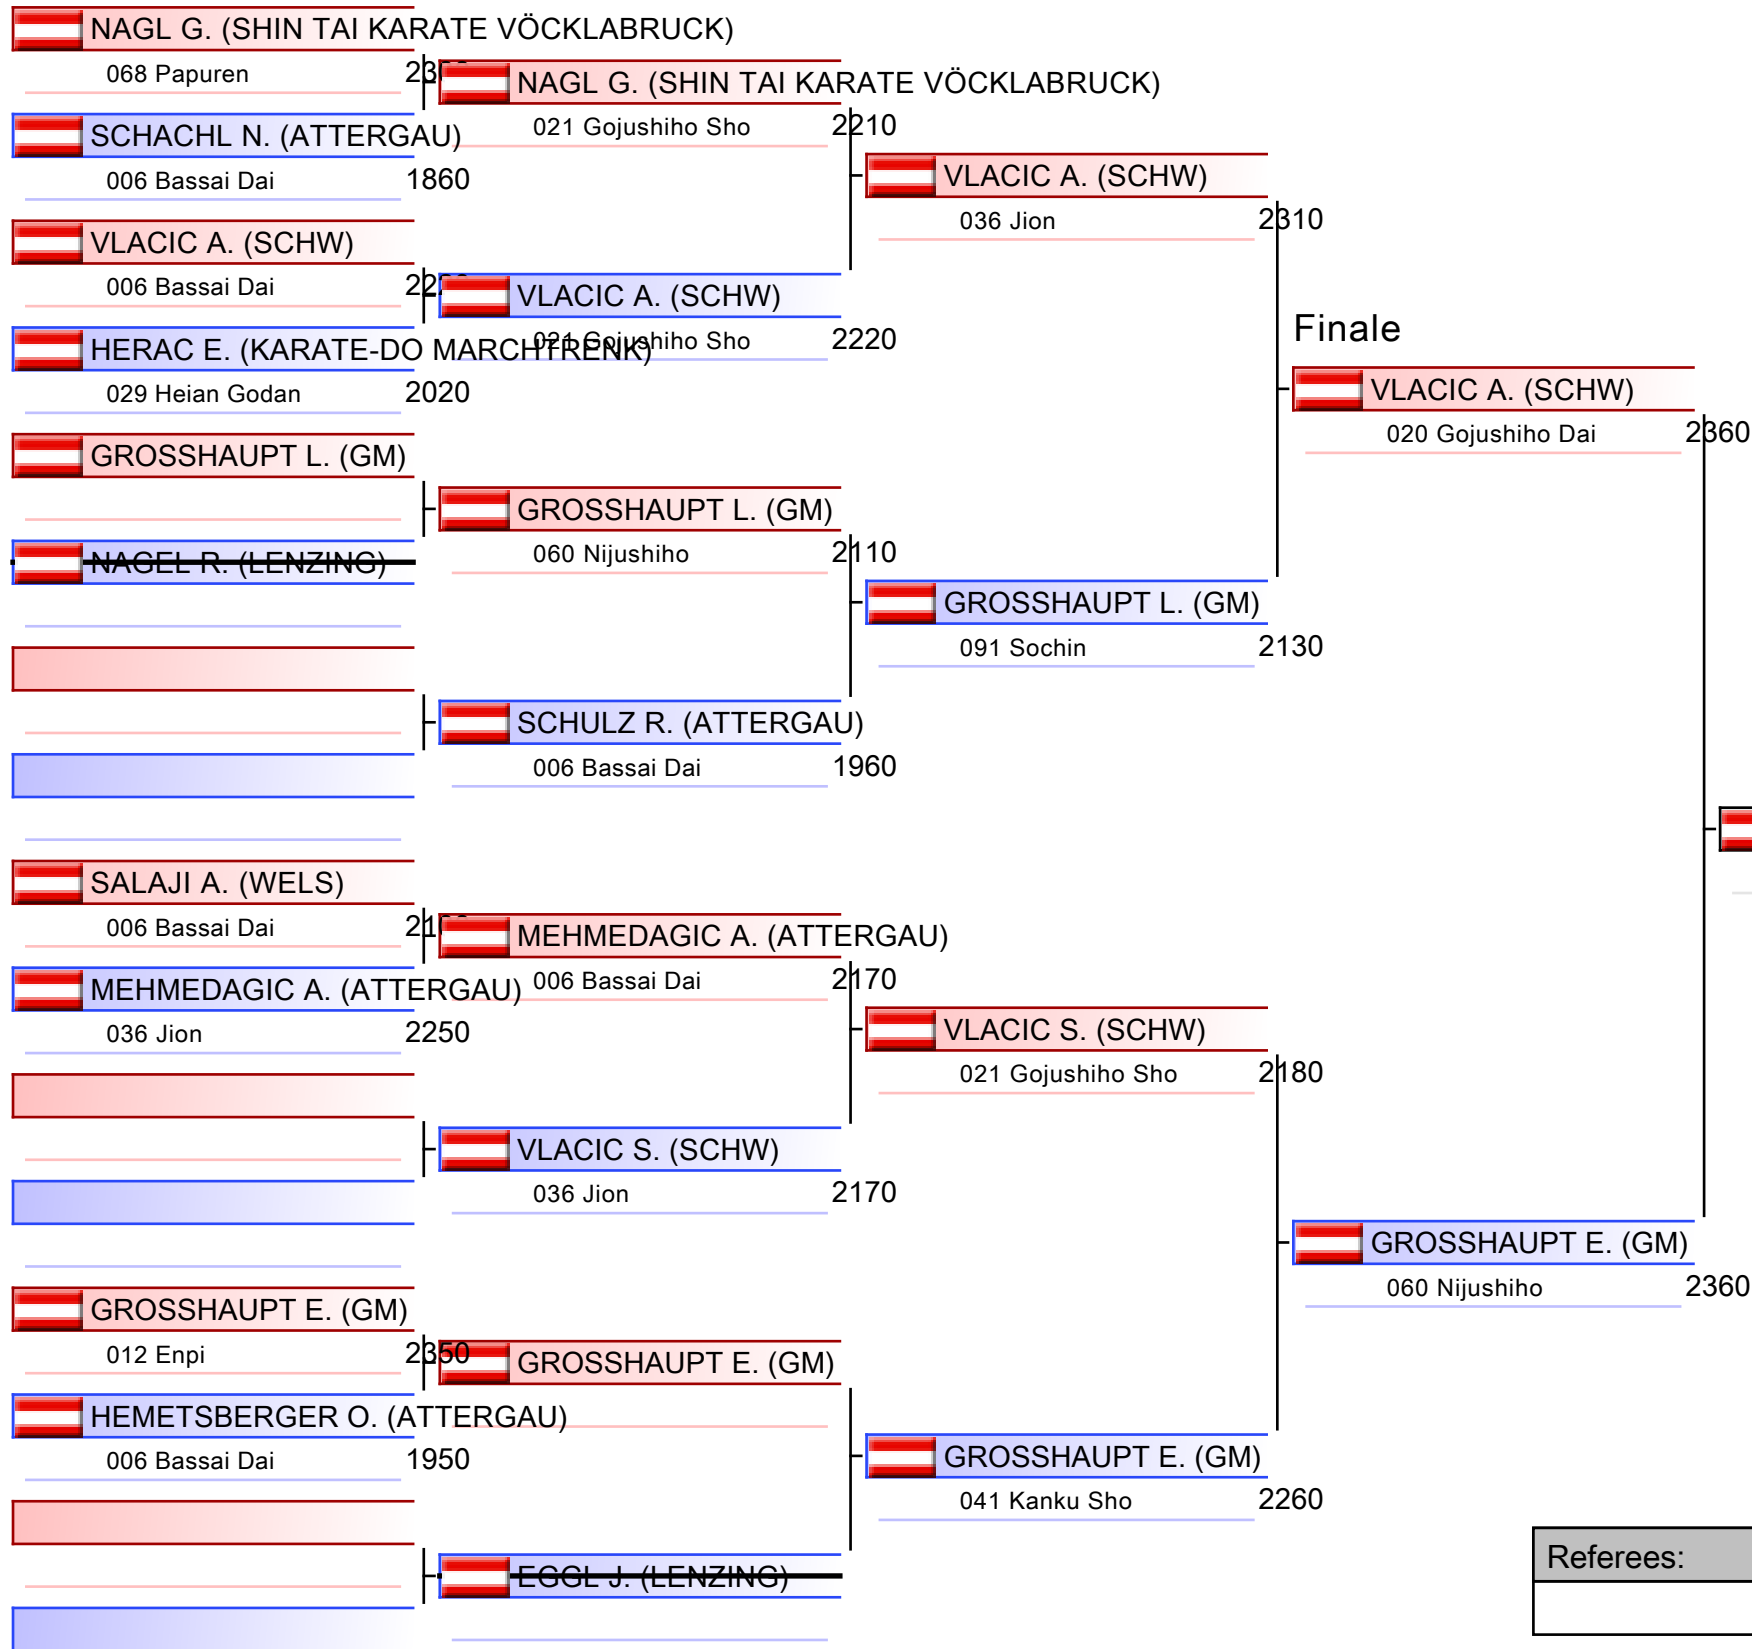 NAGL G. (SHIN TAI KARATE VÖCKLABRUCK)
068 Papuren
SCHACHL N. (ATTERGAU)
006 Bassai Dai 1860
VLACIC A. (SCHW)
006 Bassai Dai
HERAC E. (KARATE-DO MARCHTRENK)
029 Heian Godan 2020
GROSSHAUPT L. (GM)
NAGEL R. (LENZING)
SALAJI A. (WELS)
006 Bassai Dai
MEHMEDAGIC A. (ATTERGAU)
036 Jion 2250
GROSSHAUPT E. (GM)
012 Enpi 2350
HEMETSBERGER O. (ATTERGAU)
006 Bassai Dai 1950
NAGL G. (SHIN TAI KARATE VÖCKLABRUCK)
021 Gojushiho Sho 2210
VLACIC A. (SCHW)
021 Gojushiho Sho 2220
GROSSHAUPT L. (GM)
060 Nijushiho 2110
SCHULZ R. (ATTERGAU)
006 Bassai Dai 1960
MEHMEDAGIC A. (ATTERGAU)
006 Bassai Dai 2170
VLACIC S. (SCHW)
036 Jion 2170
GROSSHAUPT E. (GM)
EGGL J. (LENZING)
VLACIC A. (SCHW)
036 Jion 2310
GROSSHAUPT L. (GM)
091 Sochin 2130
VLACIC S. (SCHW)
021 Gojushiho Sho 2180
GROSSHAUPT E. (GM)
041 Kanku Sho 2260
Finale
VLACIC A. (SCHW)
020 Gojushiho Dai 2360
GROSSHAUPT E. (GM)
060 Nijushiho 2360
Referees: